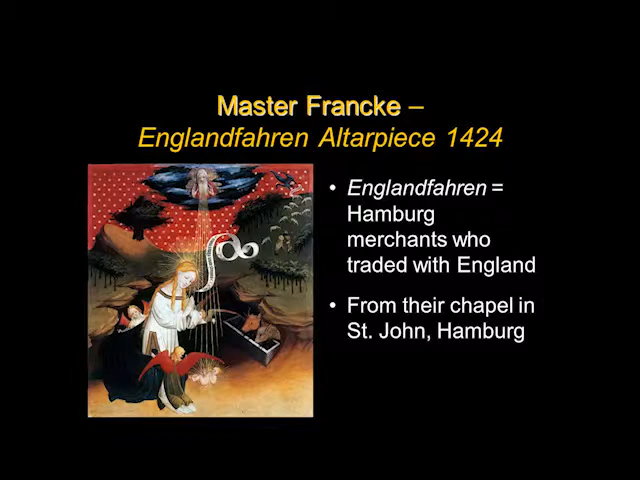 Master Francke –
Englandfahren Altarpiece 1424
• Englandfahren =
Hamburg
merchants who
traded with England
• From their chapel in
St. John, Hamburg